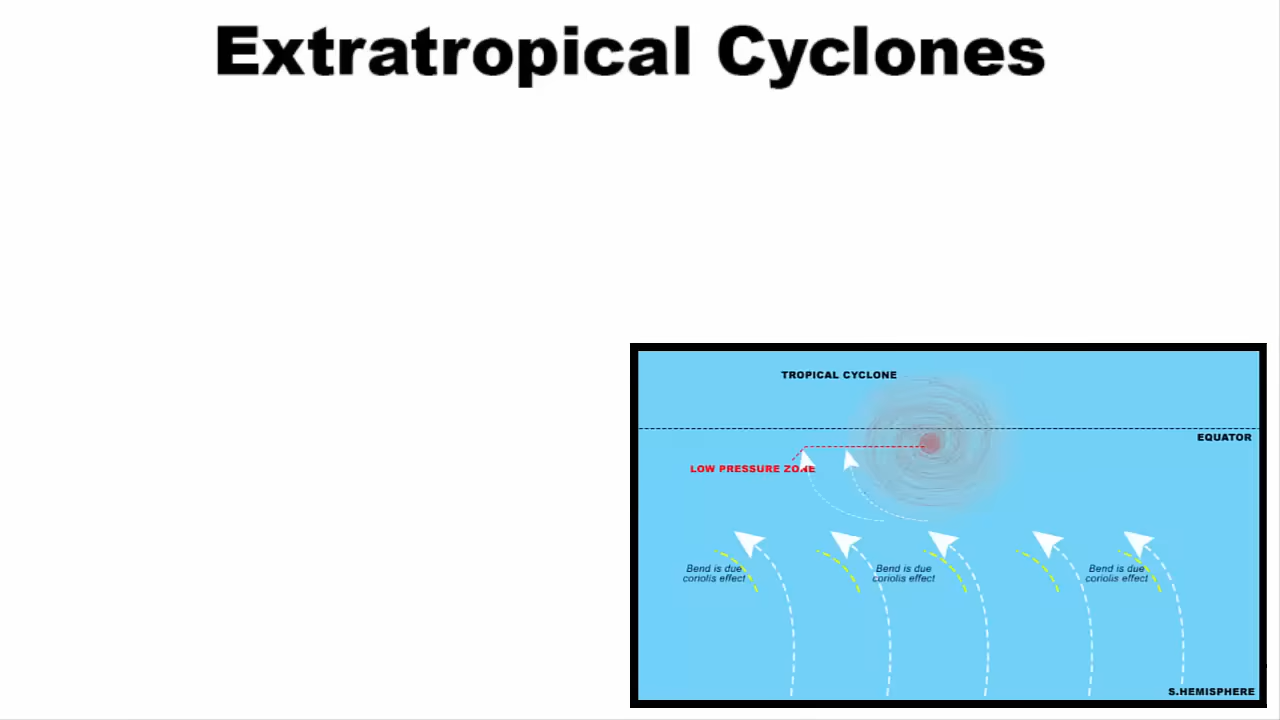 Extratropical Cyclones
TROPICAL CYCLONE
EQUATOR
LOW PRESSURE ZONE
Bend is due
coriolis effect
Bend is due
coriolis effect
Bend is due
coriolis effect
S.HEMISPHERE